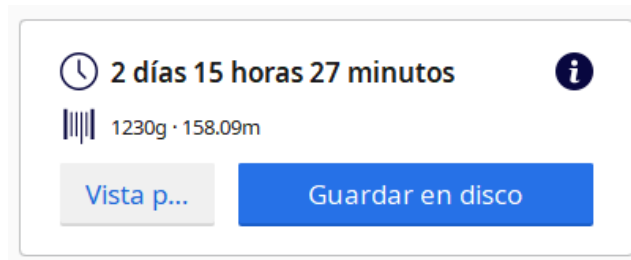 2 días 15 horas 27 minutos
i
1230g · 158.09m
Vista p...
Guardar en disco